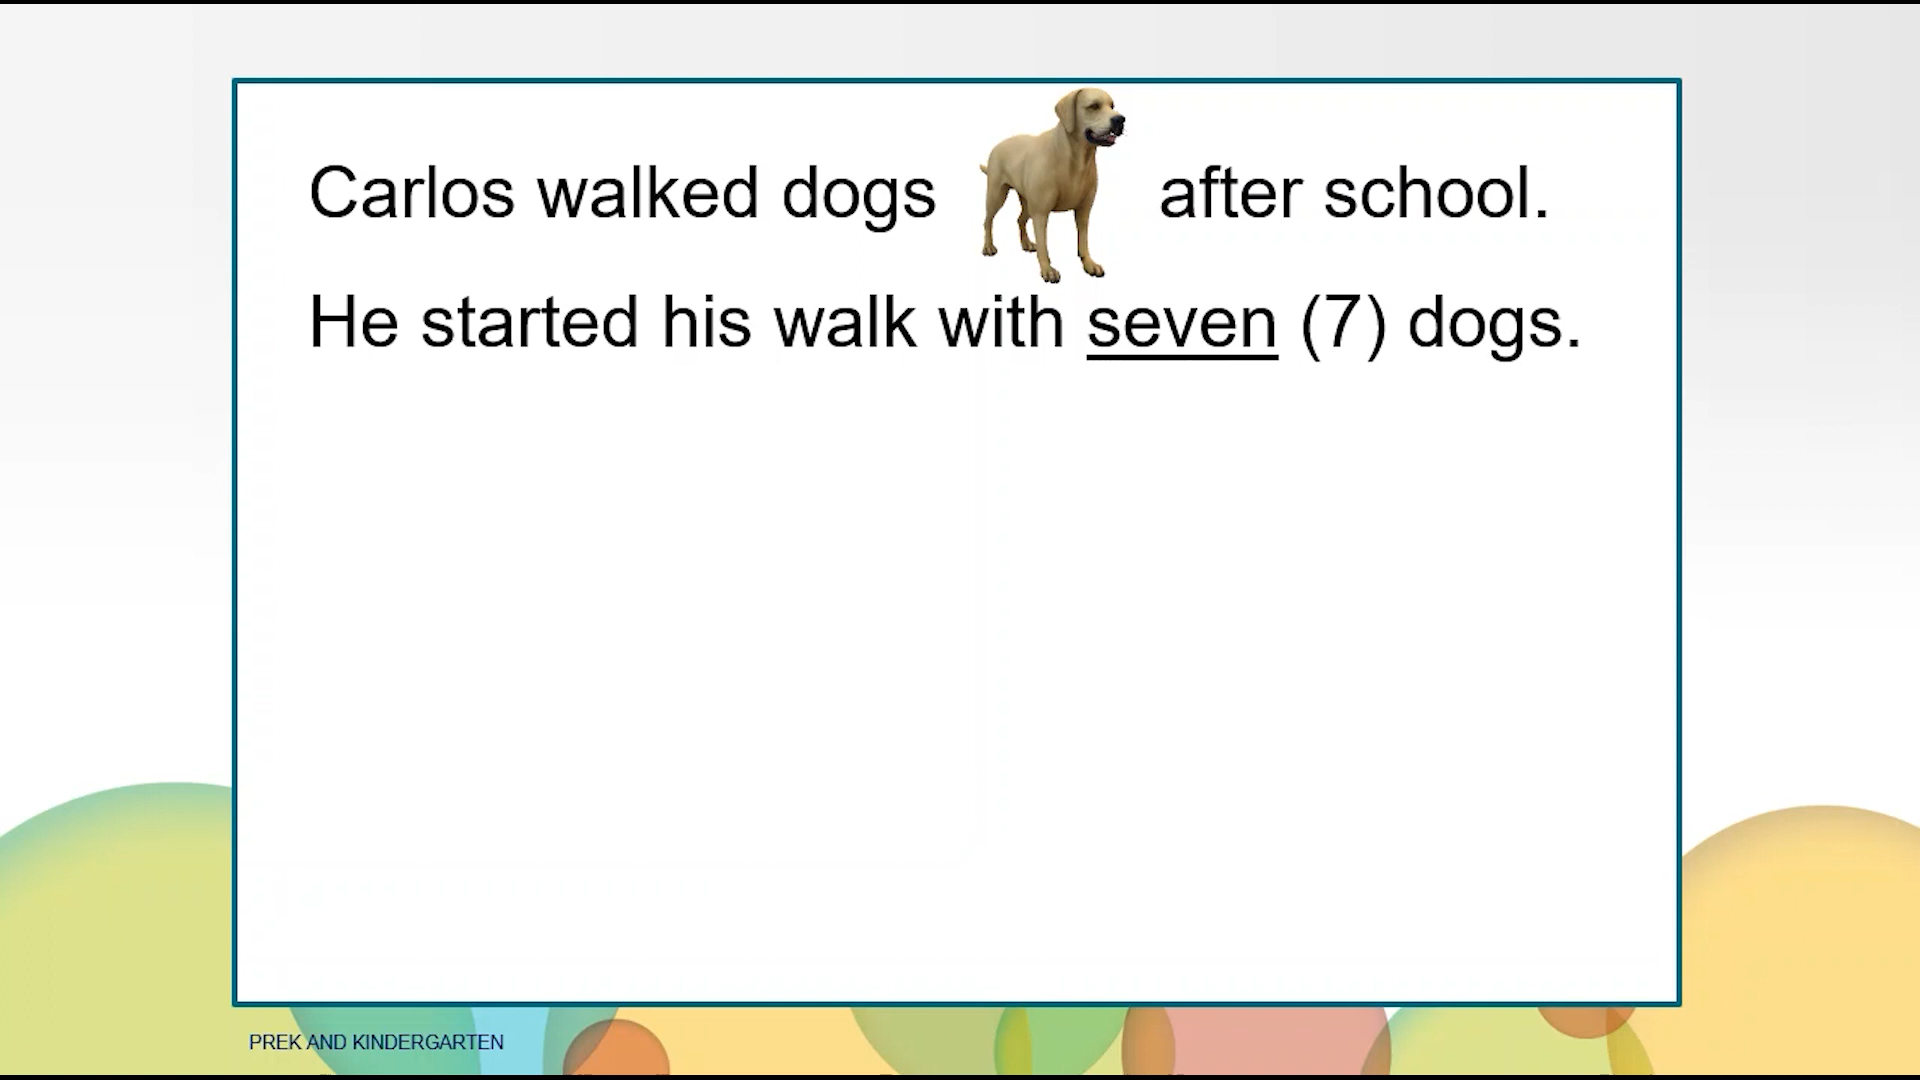 Carlos walked dogs after school.
He started his walk with seven (7) dogs.
PREK AND KINDERGARTEN